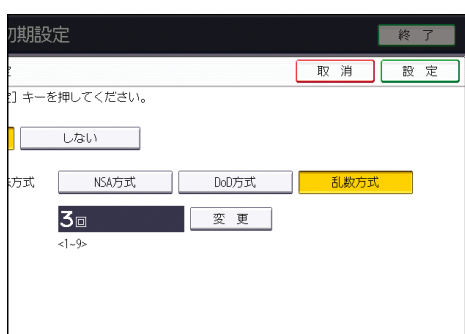 初期設定
終 了
取 消
設 定
] キーを押してください。
しない
方式
NSA方式
DoD方式
乱数方式
3回
変 更
<1~9>